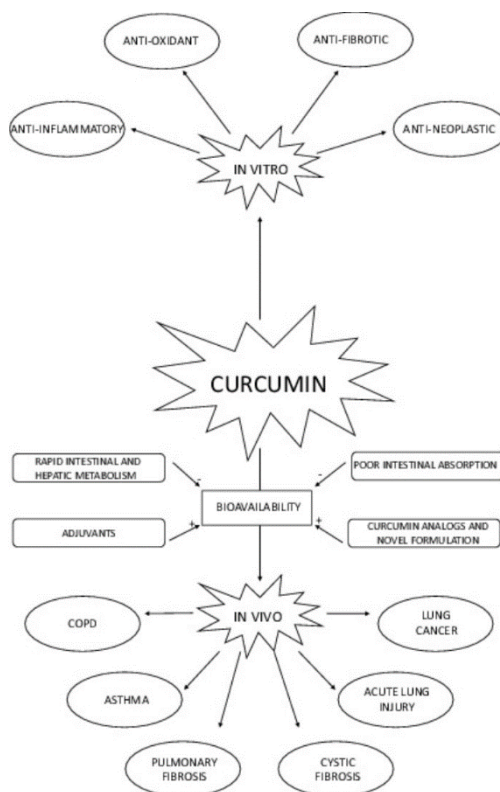 ANTI-OXIDANT
ANTI-FIBROTIC
ANTI-INFLAMMATORY
ANTI-NEOPLASTIC
IN VITRO
CURCUMIN
RAPID INTESTINAL AND
HEPATIC METABOLISM
-
-
POOR INTESTINAL ABSORPTION
BIOAVAILABILITY
ADJUVANTS
+
+
CURCUMIN ANALOGS AND
NOVEL FORMULATION
COPD
IN VIVO
LUNG
CANCER
ASTHMA
ACUTE LUNG
INJURY
PULMONARY
FIBROSIS
CYSTIC
FIBROSIS